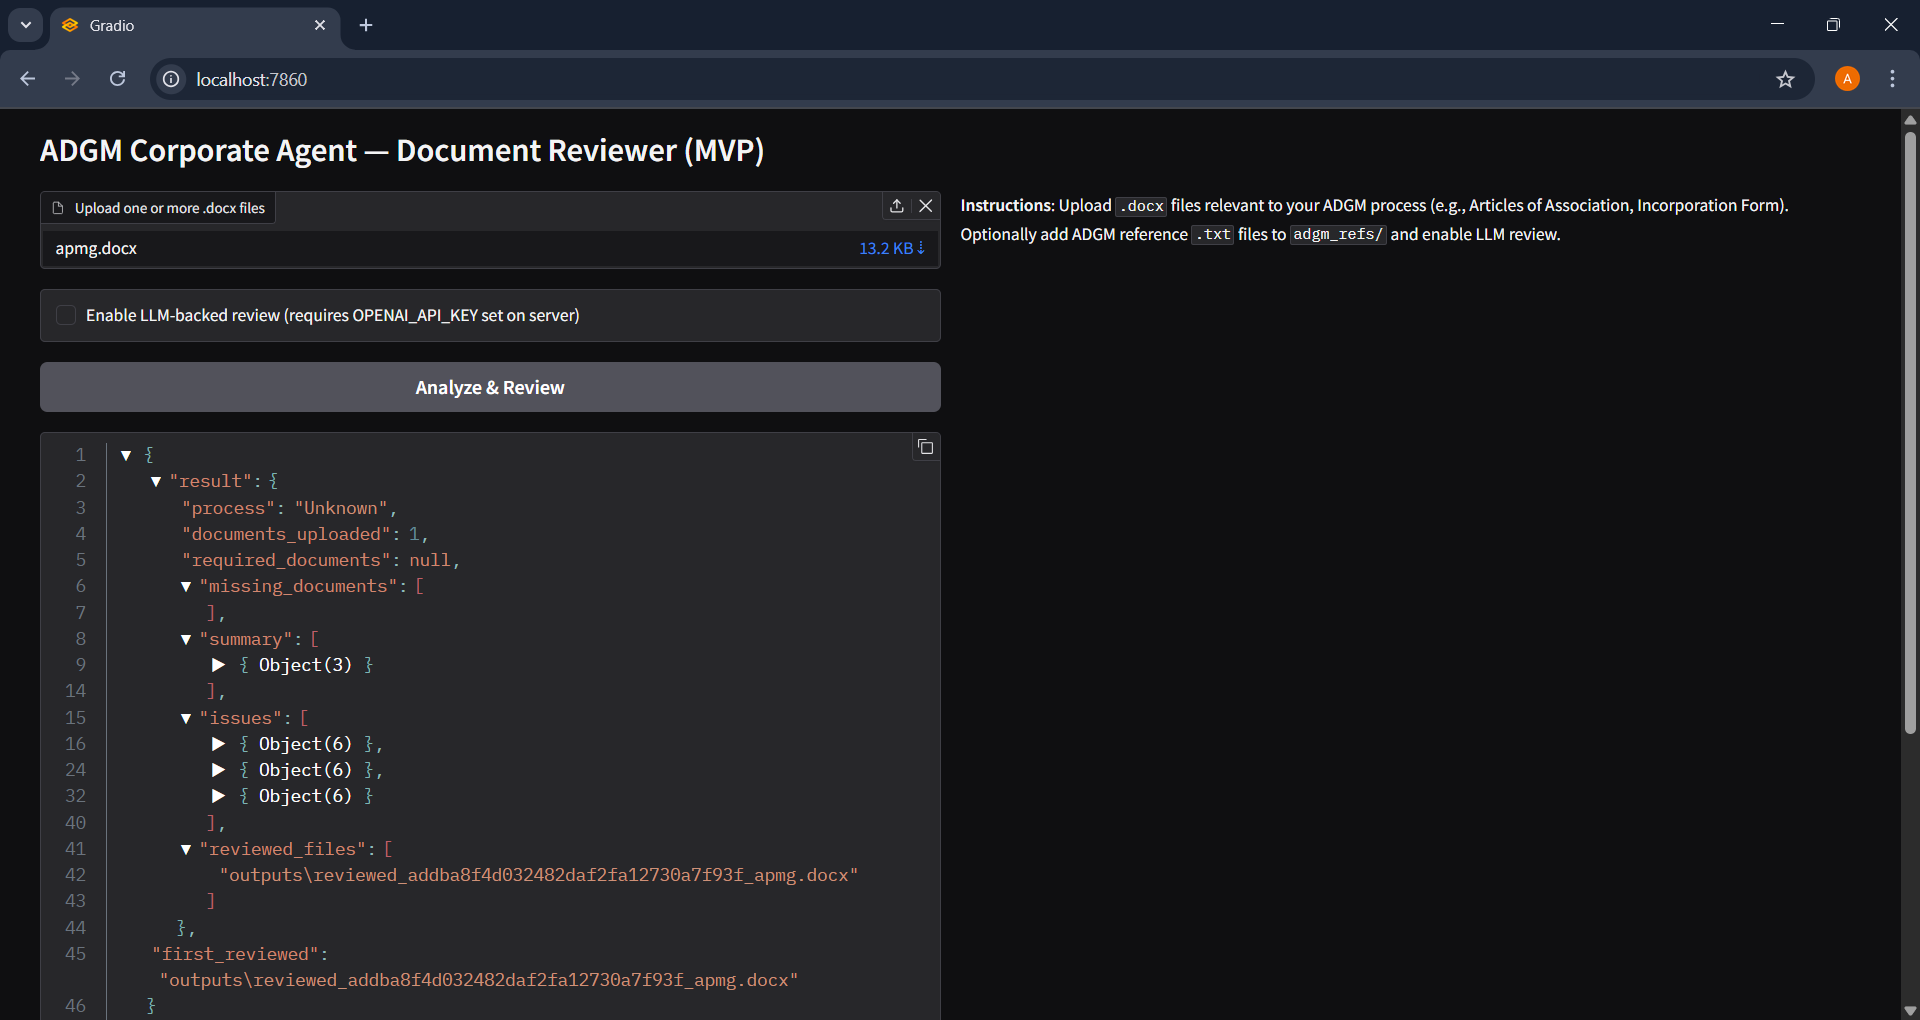 Gradio
localhost:7860
A
ADGM Corporate Agent — Document Reviewer (MVP)
Upload one or more .docx files
apmg.docx
13.2 KB⇣
Instructions: Upload .docx files relevant to your ADGM process (e.g., Articles of Association, Incorporation Form).
Optionally add ADGM reference .txt files to adgm_refs/ and enable LLM review.
Enable LLM-backed review (requires OPENAI_API_KEY set on server)
Analyze & Review
1 ▼ {
2 ▼ "result": {
3 "process": "Unknown",
4 "documents_uploaded": 1,
5 "required_documents": null,
6 ▼ "missing_documents": [
7 ],
8 ▼ "summary": [
9 ▶ { Object(3) }
14 ],
15 ▼ "issues": [
16 ▶ { Object(6) },
24 ▶ { Object(6) },
32 ▶ { Object(6) }
40 ],
41 ▼ "reviewed_files": [
42 "outputs\reviewed_addba8f4d032482daf2fa12730a7f93f_apmg.docx"
43 ]
44 },
45 "first_reviewed":
"outputs\reviewed_addba8f4d032482daf2fa12730a7f93f_apmg.docx"
46 }